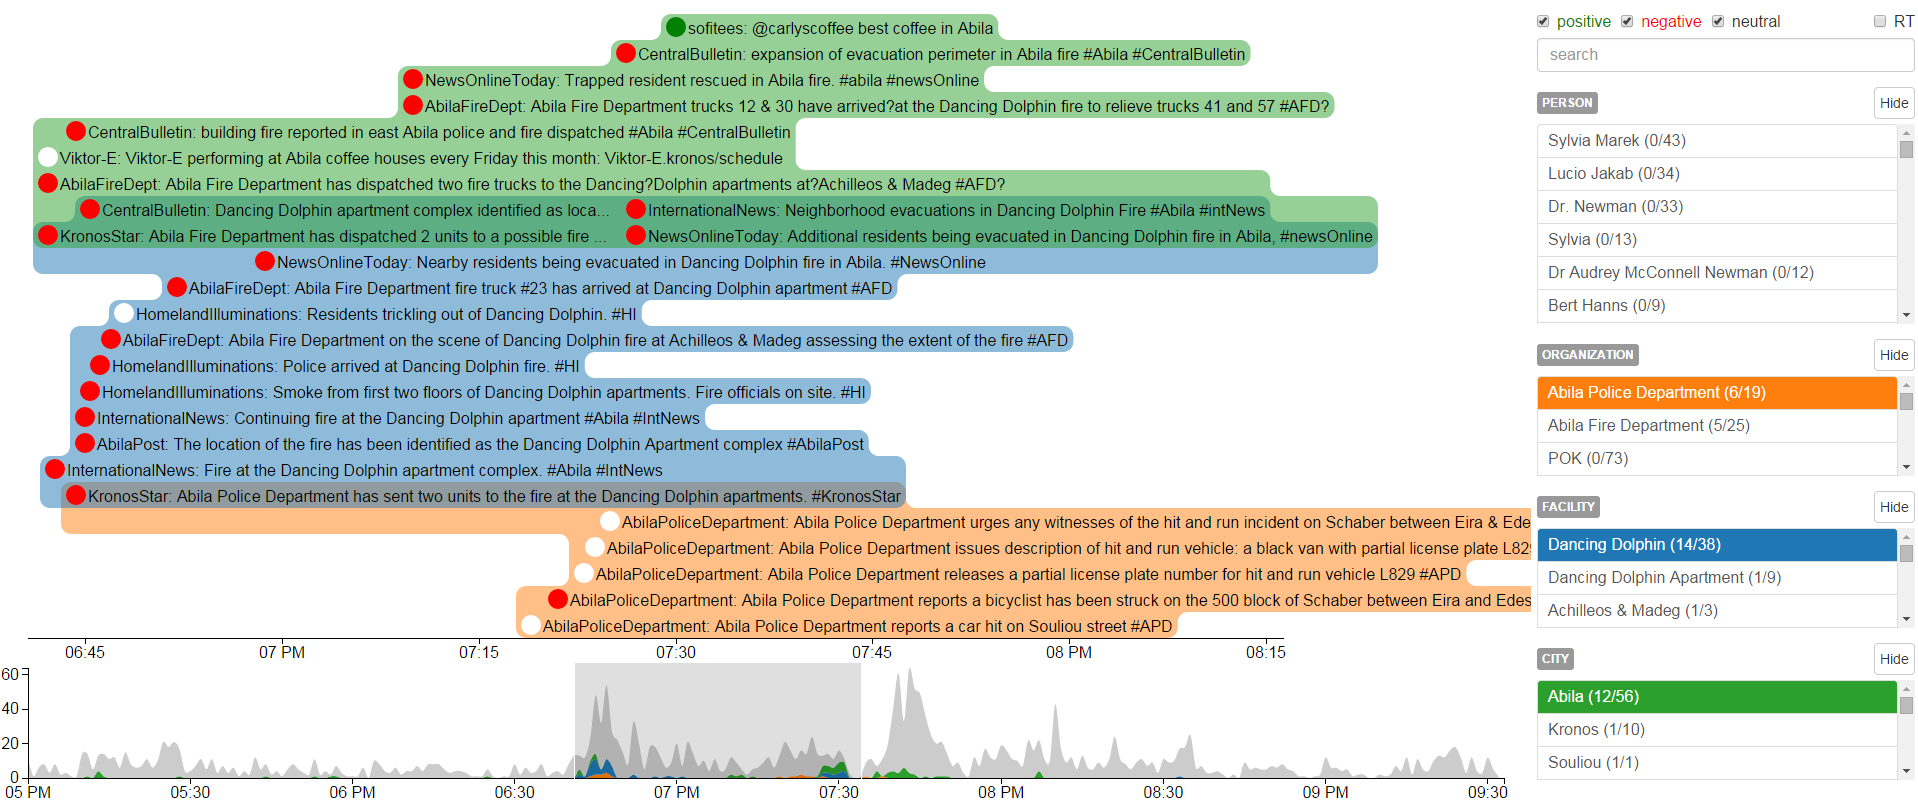 sofitees: @carlyscoffee best coffee in Abila
CentralBulletin: expansion of evacuation perimeter in Abila fire #Abila #CentralBulletin
NewsOnlineToday: Trapped resident rescued in Abila fire. #abila #newsOnline
AbilaFireDept: Abila Fire Department trucks 12 & 30 have arrived?at the Dancing Dolphin fire to relieve trucks 41 and 57 #AFD?
CentralBulletin: building fire reported in east Abila police and fire dispatched #Abila #CentralBulletin
Viktor-E: Viktor-E performing at Abila coffee houses every Friday this month: Viktor-E.kronos/schedule
AbilaFireDept: Abila Fire Department has dispatched two fire trucks to the Dancing?Dolphin apartments at?Achilleos & Madeg #AFD?
CentralBulletin: Dancing Dolphin apartment complex identified as loca... InternationalNews: Neighborhood evacuations in Dancing Dolphin Fire #Abila #intNews
KronosStar: Abila Fire Department has dispatched 2 units to a possible fire ... NewsOnlineToday: Additional residents being evacuated in Dancing Dolphin fire in Abila, #newsOnline
NewsOnlineToday: Nearby residents being evacuated in Dancing Dolphin fire in Abila. #NewsOnline
AbilaFireDept: Abila Fire Department fire truck #23 has arrived at Dancing Dolphin apartment #AFD
HomelandIlluminations: Residents trickling out of Dancing Dolphin. #HI
AbilaFireDept: Abila Fire Department on the scene of Dancing Dolphin fire at Achilleos & Madeg assessing the extent of the fire #AFD
HomelandIlluminations: Police arrived at Dancing Dolphin fire. #HI
HomelandIlluminations: Smoke from first two floors of Dancing Dolphin apartments. Fire officials on site. #HI
InternationalNews: Continuing fire at the Dancing Dolphin apartment #Abila #IntNews
AbilaPost: The location of the fire has been identified as the Dancing Dolphin Apartment complex #AbilaPost
InternationalNews: Fire at the Dancing Dolphin apartment complex. #Abila #IntNews
KronosStar: Abila Police Department has sent two units to the fire at the Dancing Dolphin apartments. #KronosStar
AbilaPoliceDepartment: Abila Police Department urges any witnesses of the hit and run incident on Schaber between Eira & Edes
AbilaPoliceDepartment: Abila Police Department issues description of hit and run vehicle: a black van with partial license plate L829
AbilaPoliceDepartment: Abila Police Department releases a partial license plate number for hit and run vehicle L829 #APD
AbilaPoliceDepartment: Abila Police Department reports a bicyclist has been struck on the 500 block of Schaber between Eira and Edes
AbilaPoliceDepartment: Abila Police Department reports a car hit on Souliou street #APD
06:45 07 PM 07:15 07:30 07:45 08 PM 08:15
60
40
20
0
05 PM 05:30 06 PM 06:30 07 PM 07:30 08 PM 08:30 09 PM 09:30
positive negative neutral RT
search
PERSON Hide
Sylvia Marek (0/43)
Lucio Jakab (0/34)
Dr. Newman (0/33)
Sylvia (0/13)
Dr Audrey McConnell Newman (0/12)
Bert Hanns (0/9)
ORGANIZATION Hide
Abila Police Department (6/19)
Abila Fire Department (5/25)
POK (0/73)
FACILITY Hide
Dancing Dolphin (14/38)
Dancing Dolphin Apartment (1/9)
Achilleos & Madeg (1/3)
CITY Hide
Abila (12/56)
Kronos (1/10)
Souliou (1/1)